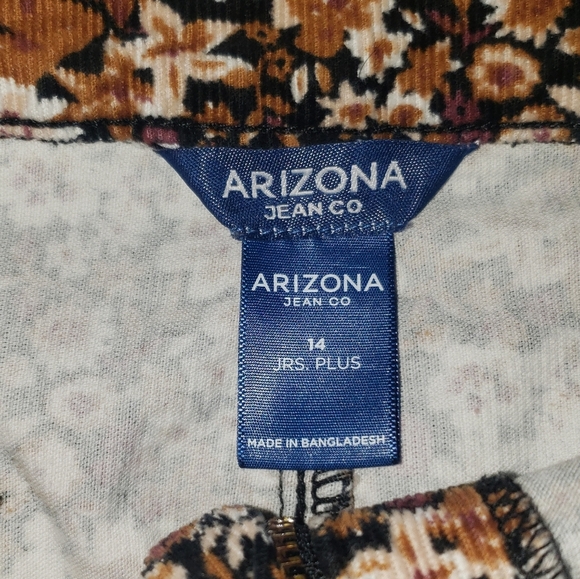 ARIZONA
JEAN CO
ARIZONA
JEAN CO
14
JRS. PLUS
MADE IN BANGLADESH